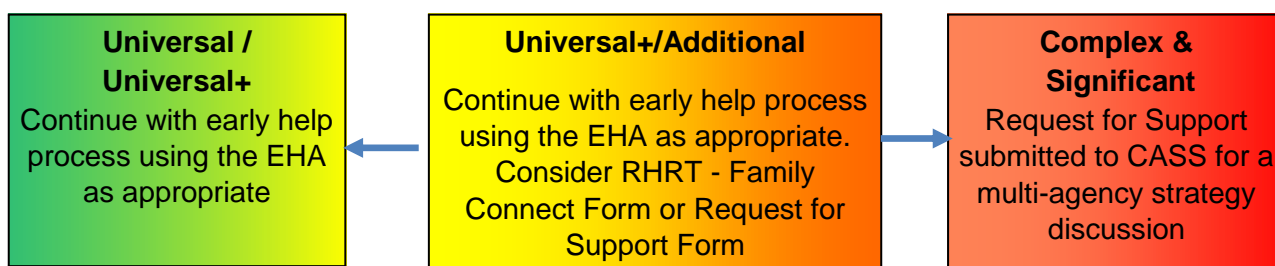 Universal /
Universal+
Continue with early help
process using the EHA
as appropriate
Universal+/Additional
Continue with early help process
using the EHA as appropriate.
Consider RHRT - Family
Connect Form or Request for
Support Form
Complex &
Significant
Request for Support
submitted to CASS for a
multi-agency strategy
discussion